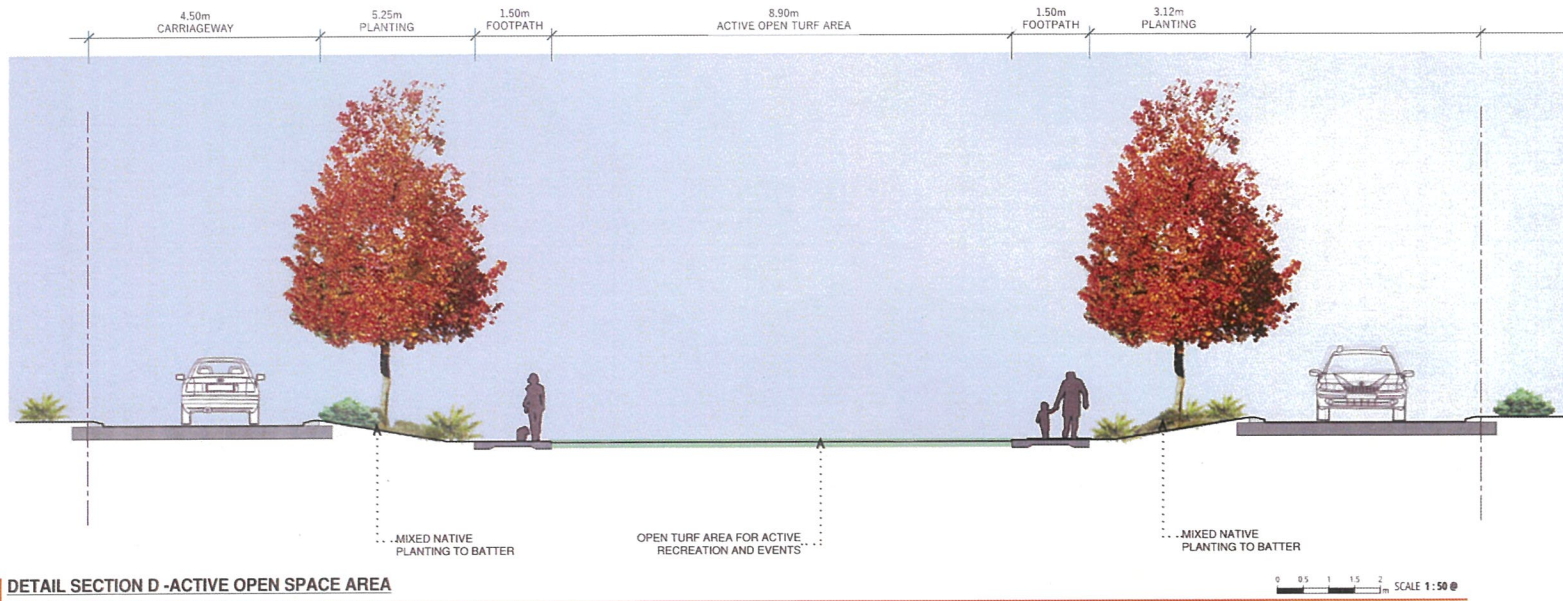 4.50m
CARRIAGEWAY
5.25m
PLANTING
1.50m
FOOTPATH
8.90m
ACTIVE OPEN TURF AREA
1.50m
FOOTPATH
3.12m
PLANTING
MIXED NATIVE
PLANTING TO BATTER
OPEN TURF AREA FOR ACTIVE
RECREATION AND EVENTS
MIXED NATIVE
PLANTING TO BATTER
DETAIL SECTION D -ACTIVE OPEN SPACE AREA
0 0.5 1 1.5 2 m SCALE 1:50 @